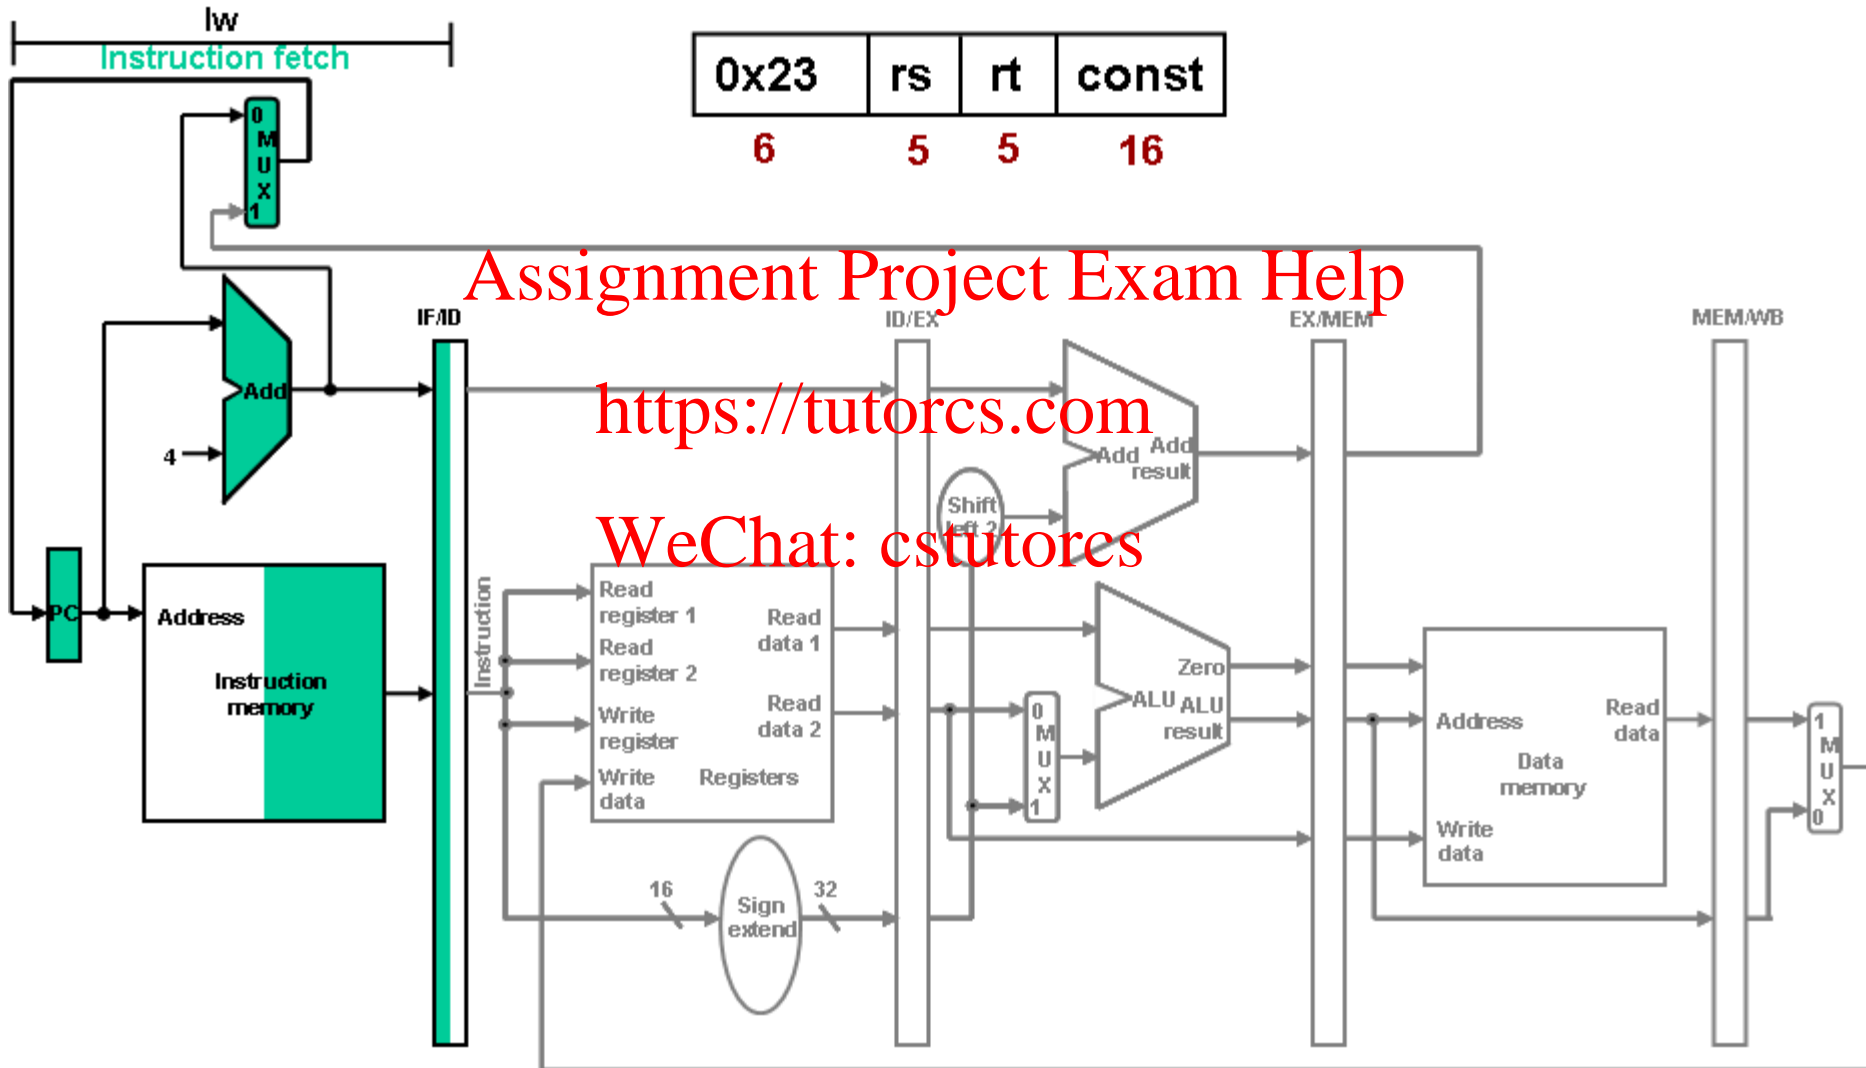 lw
Instruction fetch
0x23 rs rt const
6 5 5 16
0
M
U
X
1
Assignment Project Exam Help
IF/ID
ID/EX
EX/MEM
MEM/WB
Add
4
https://tutorcs.com
Add
Add
result
Shift
left 2
WeChat: cstutorcs
PC
Address
Instruction
memory
Instruction
Read
register 1
Read
register 2
Write
register
Write
data
Read
data 1
Read
data 2
Registers
0
M
U
X
1
Zero
ALU
ALU
result
Address
Read
data
Data
memory
Write
data
1
M
U
X
0
16
Sign
extend
32